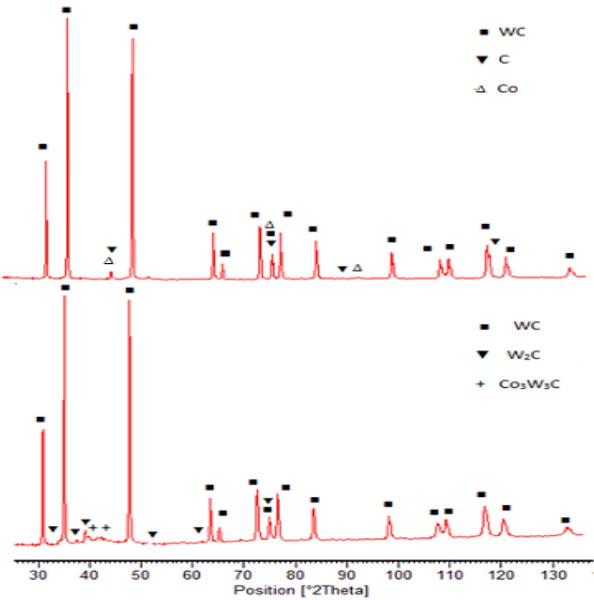 ■ WC
▼ C
△ Co
■ WC
▼ W₂C
+ Co₃W₃C
30 40 50 60 70 80 90 100 110 120 130
Position [°2Theta]